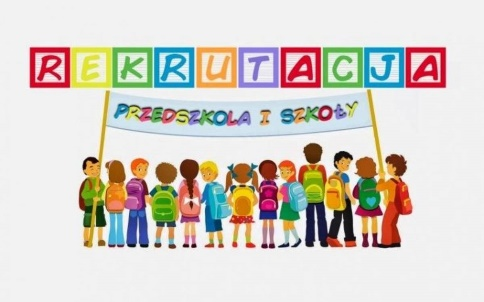 REKRUTACJA
PRZEDSZKOLA I SZKOŁY